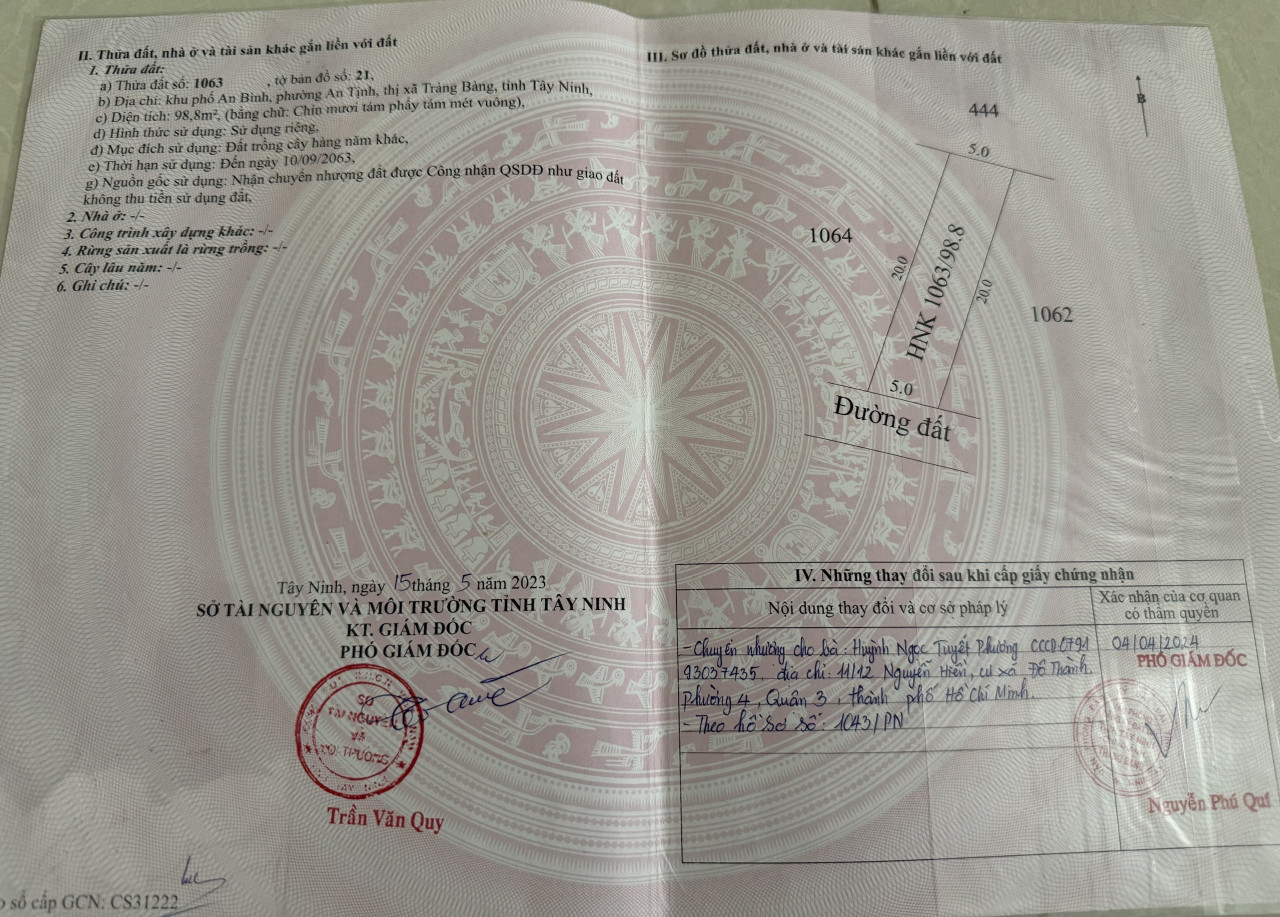 II. Thửa đất, nhà ở và tài sản khác gắn liền với đất
1. Thửa đất:
a) Thửa đất số: 1063 , tờ bản đồ số: 21,
b) Địa chỉ: khu phố An Bình, phường An Tịnh, thị xã Trảng Bàng, tỉnh Tây Ninh,
c) Diện tích: 98,8m², (bằng chữ: Chín mươi tám phẩy tám mét vuông),
d) Hình thức sử dụng: Sử dụng riêng,
đ) Mục đích sử dụng: Đất trồng cây hàng năm khác,
e) Thời hạn sử dụng: Đến ngày 10/09/2063,
g) Nguồn gốc sử dụng: Nhận chuyển nhượng đất được Công nhận QSDĐ như giao đất
không thu tiền sử dụng đất,
2. Nhà ở: -/-
3. Công trình xây dựng khác: -/-
4. Rừng sản xuất là rừng trồng: -/-
5. Cây lâu năm: -/-
6. Ghi chú: -/-
Tây Ninh, ngày 15 tháng 5 năm 2023
SỞ TÀI NGUYÊN VÀ MÔI TRƯỜNG TỈNH TÂY NINH
KT. GIÁM ĐỐC
PHÓ GIÁM ĐỐC
SỞ
TÀI NGUYÊN
VÀ
MÔI TRƯỜNG
Trần Văn Quy
sổ cấp GCN: CS31222
III. Sơ đồ thửa đất, nhà ở và tài sản khác gắn liền với đất
B
444
5.0
1064
20.0
HNK 1063/98.8
20.0
1062
5.0
Đường đất
IV. Những thay đổi sau khi cấp giấy chứng nhận
Nội dung thay đổi và cơ sở pháp lý
Xác nhận của cơ quan
có thẩm quyền
- Chuyển nhượng cho bà: Huỳnh Ngọc Tuyết Phương CCCD 0791
93037435, địa chỉ: 11/12 Nguyễn Hiền, cư xá Đô Thành,
Phường 4, Quận 3, thành phố Hồ Chí Minh.
- Theo hồ sơ số: 1043/PN
04/04/2024
PHÓ GIÁM ĐỐC
Nguyễn Phú Quí